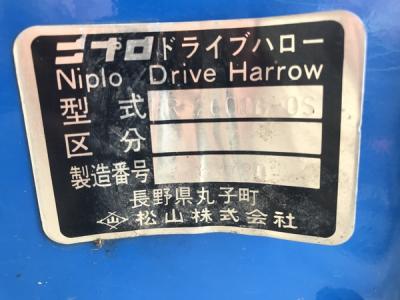 ニプロドライブハロー
Niplo Drive Harrow
型式
区分
製造番号
長野県丸子町
松山株式会社